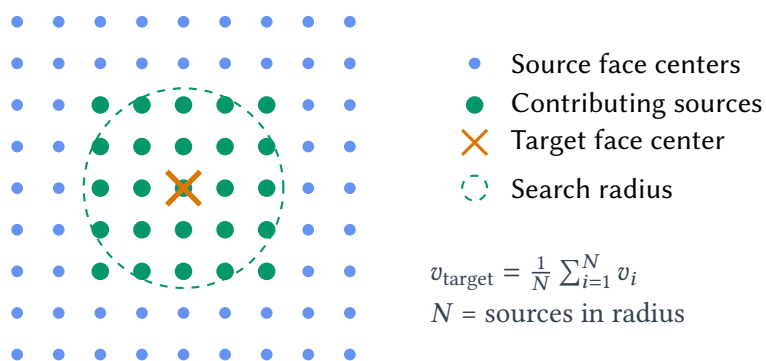 Source face centers
Contributing sources
Target face center
Search radius
v_target = 1/N ∑_{i=1}^{N} v_i
N = sources in radius